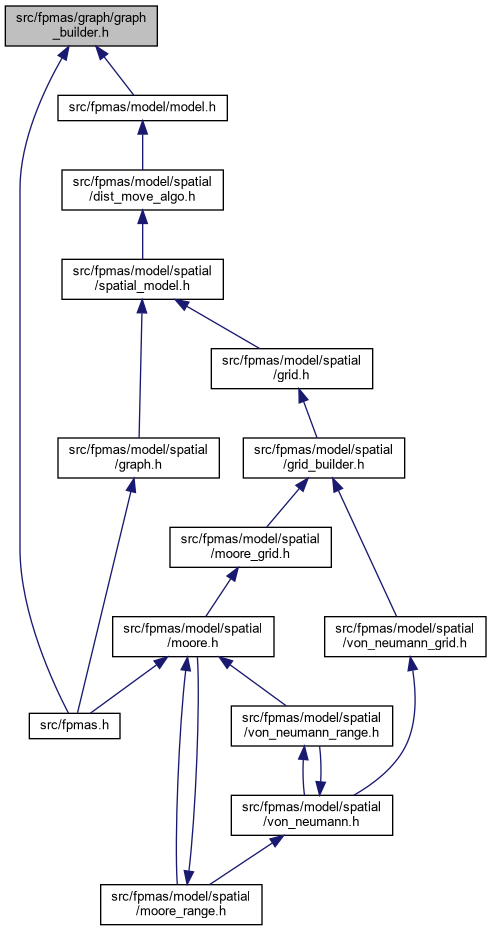 src/fpmas/graph/graph
_builder.h
src/fpmas/model/model.h
src/fpmas/model/spatial
/dist_move_algo.h
src/fpmas/model/spatial
/spatial_model.h
src/fpmas/model/spatial
/grid.h
src/fpmas/model/spatial
/graph.h
src/fpmas/model/spatial
/grid_builder.h
src/fpmas/model/spatial
/moore_grid.h
src/fpmas/model/spatial
/moore.h
src/fpmas/model/spatial
/von_neumann_grid.h
src/fpmas.h
src/fpmas/model/spatial
/von_neumann_range.h
src/fpmas/model/spatial
/von_neumann.h
src/fpmas/model/spatial
/moore_range.h